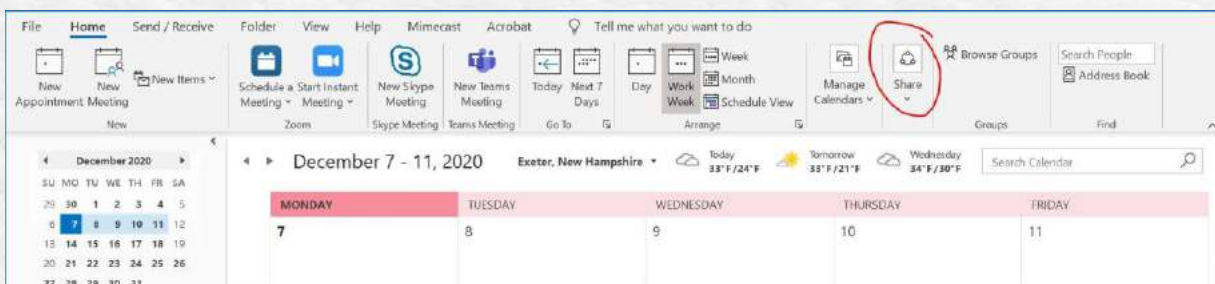 File Home Send / Receive Folder View Help Mimecast Acrobat Tell me what you want to do
New Appointment
New Meeting
New Items
New
Schedule a Meeting
Start Instant Meeting
Zoom
New Skype Meeting
Skype Meeting
New Teams Meeting
Teams Meeting
Today
Next 7 Days
Go To
Day
Work Week
Week
Month
Schedule View
Arrange
Manage Calendars
Share
Browse Groups
Groups
Search People
Address Book
Find
December 2020
SU MO TU WE TH FR SA
29 30 1 2 3 4 5
6 7 8 9 10 11 12
13 14 15 16 17 18 19
20 21 22 23 24 25 26
27 28 29 30 31
December 7 - 11, 2020
Exeter, New Hampshire
Today
33°F/24°F
Tomorrow
33°F/21°F
Wednesday
34°F/30°F
Search Calendar
MONDAY TUESDAY WEDNESDAY THURSDAY FRIDAY
7 8 9 10 11